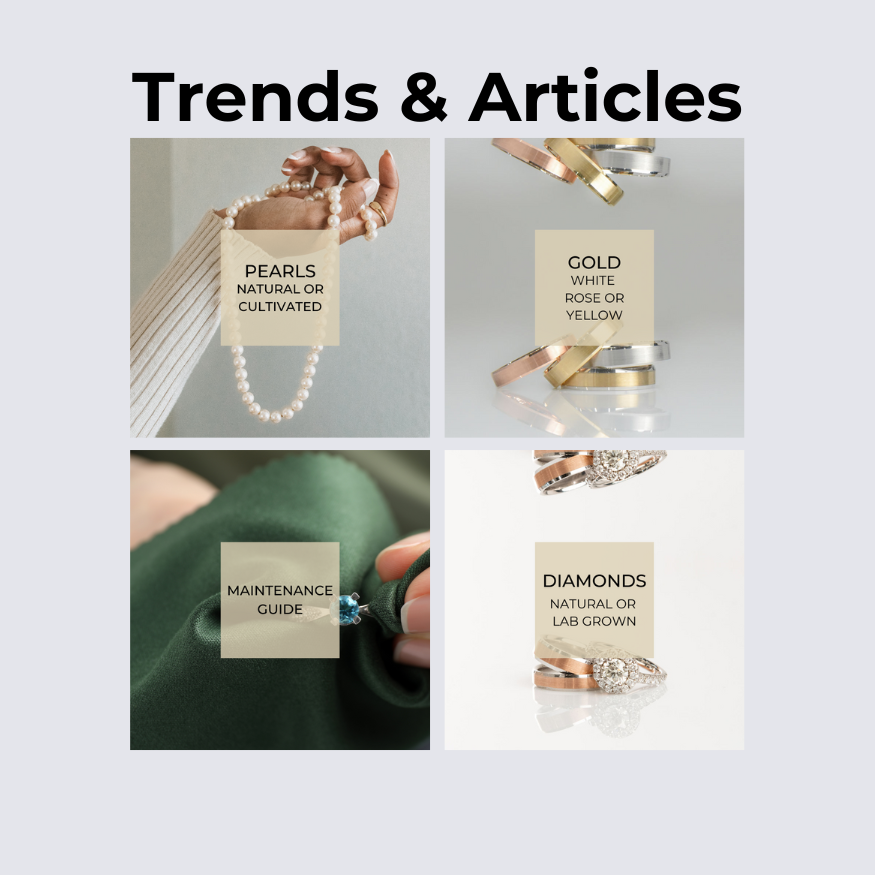 Trends & Articles
PEARLS
NATURAL OR
CULTIVATED
GOLD
WHITE
ROSE OR
YELLOW
MAINTENANCE
GUIDE
DIAMONDS
NATURAL OR
LAB GROWN